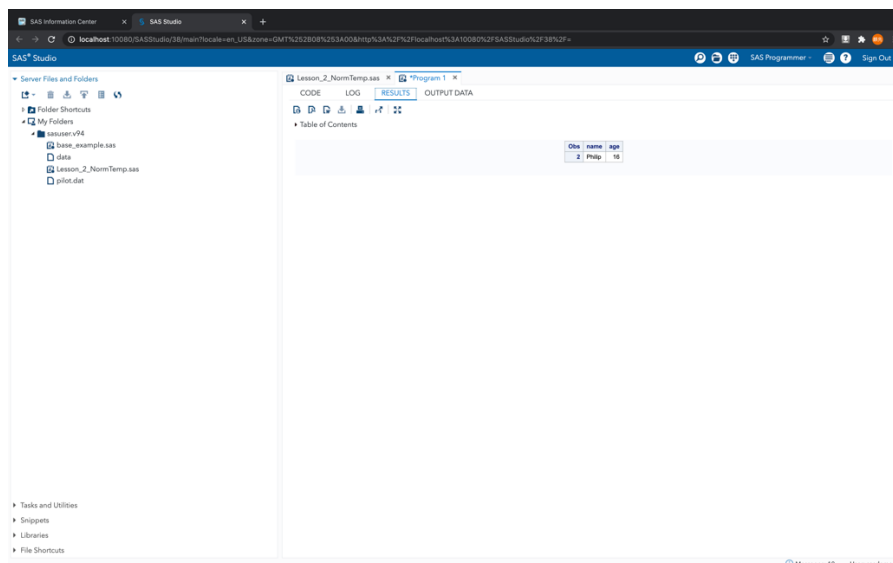 SAS Information Center
SAS Studio
localhost:10080/SASStudio/38/main?locale=en_US&zone=GMT%252B08%253A00&http%3A%2F%2Flocalhost%3A10080%2FSASStudio%2F38%2F=
SAS® Studio
SAS Programmer
Sign Out
Server Files and Folders
Folder Shortcuts
My Folders
sasuser.v94
base_example.sas
data
Lesson_2_NormTemp.sas
pilot.dat
Tasks and Utilities
Snippets
Libraries
File Shortcuts
Lesson_2_NormTemp.sas
*Program 1
CODE LOG RESULTS OUTPUT DATA
Table of Contents
Obs name age
2 Philip 16